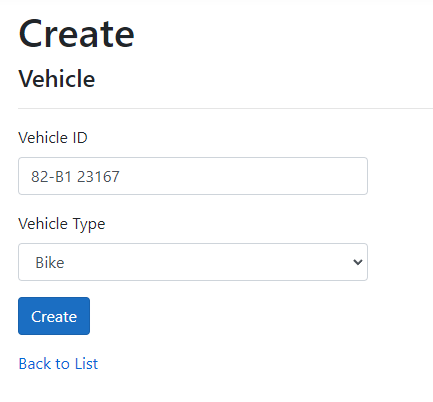 Create
Vehicle
Vehicle ID
82-B1 23167
Vehicle Type
Bike
Create
Back to List